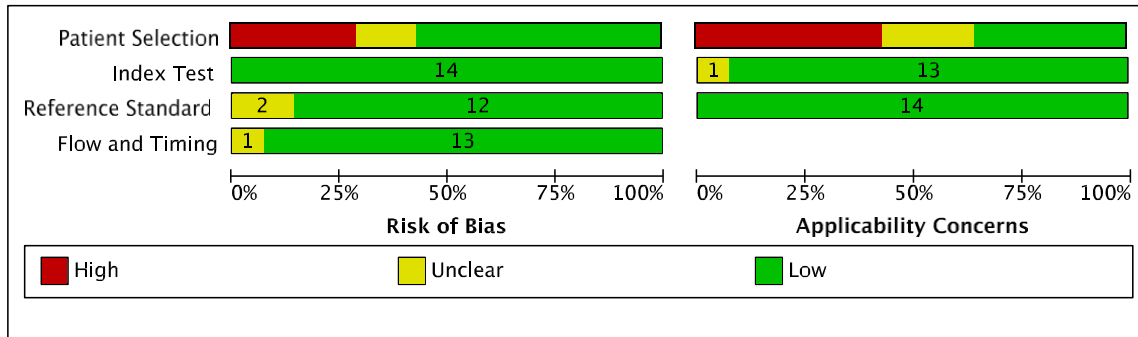 Patient Selection
Index Test 14 1 13
Reference Standard 2 12 14
Flow and Timing 1 13
0% 25% 50% 75% 100% 0% 25% 50% 75% 100%
Risk of Bias Applicability Concerns
High Unclear Low